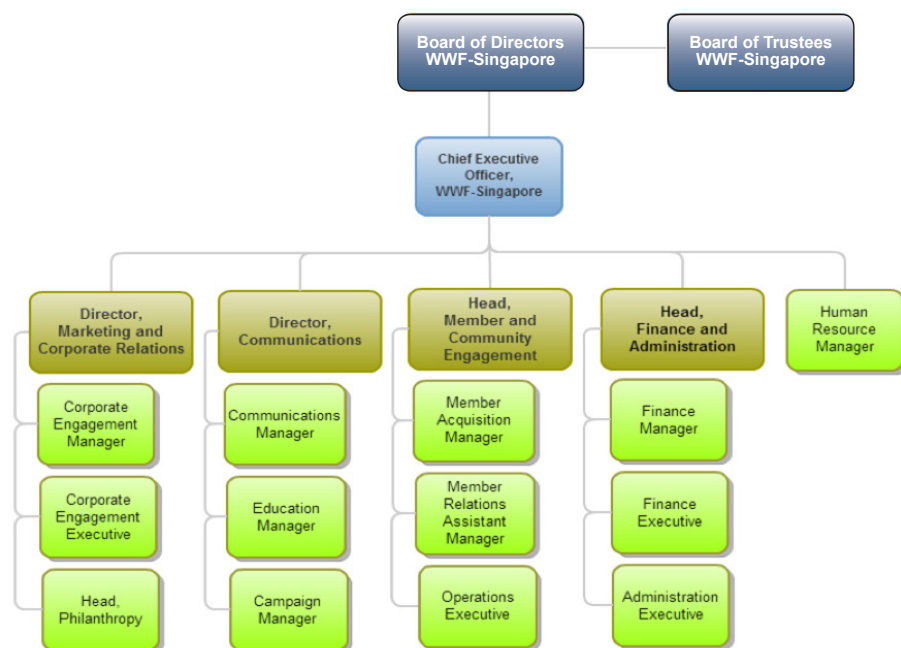 Board of Directors
WWF-Singapore
Board of Trustees
WWF-Singapore
Chief Executive
Officer,
WWF-Singapore
Director,
Marketing and
Corporate Relations
Director,
Communications
Head,
Member and
Community
Engagement
Head,
Finance and
Administration
Human
Resource
Manager
Corporate
Engagement
Manager
Communications
Manager
Member
Acquisition
Manager
Finance
Manager
Corporate
Engagement
Executive
Education
Manager
Member
Relations
Assistant
Manager
Finance
Executive
Head,
Philanthropy
Campaign
Manager
Operations
Executive
Administration
Executive